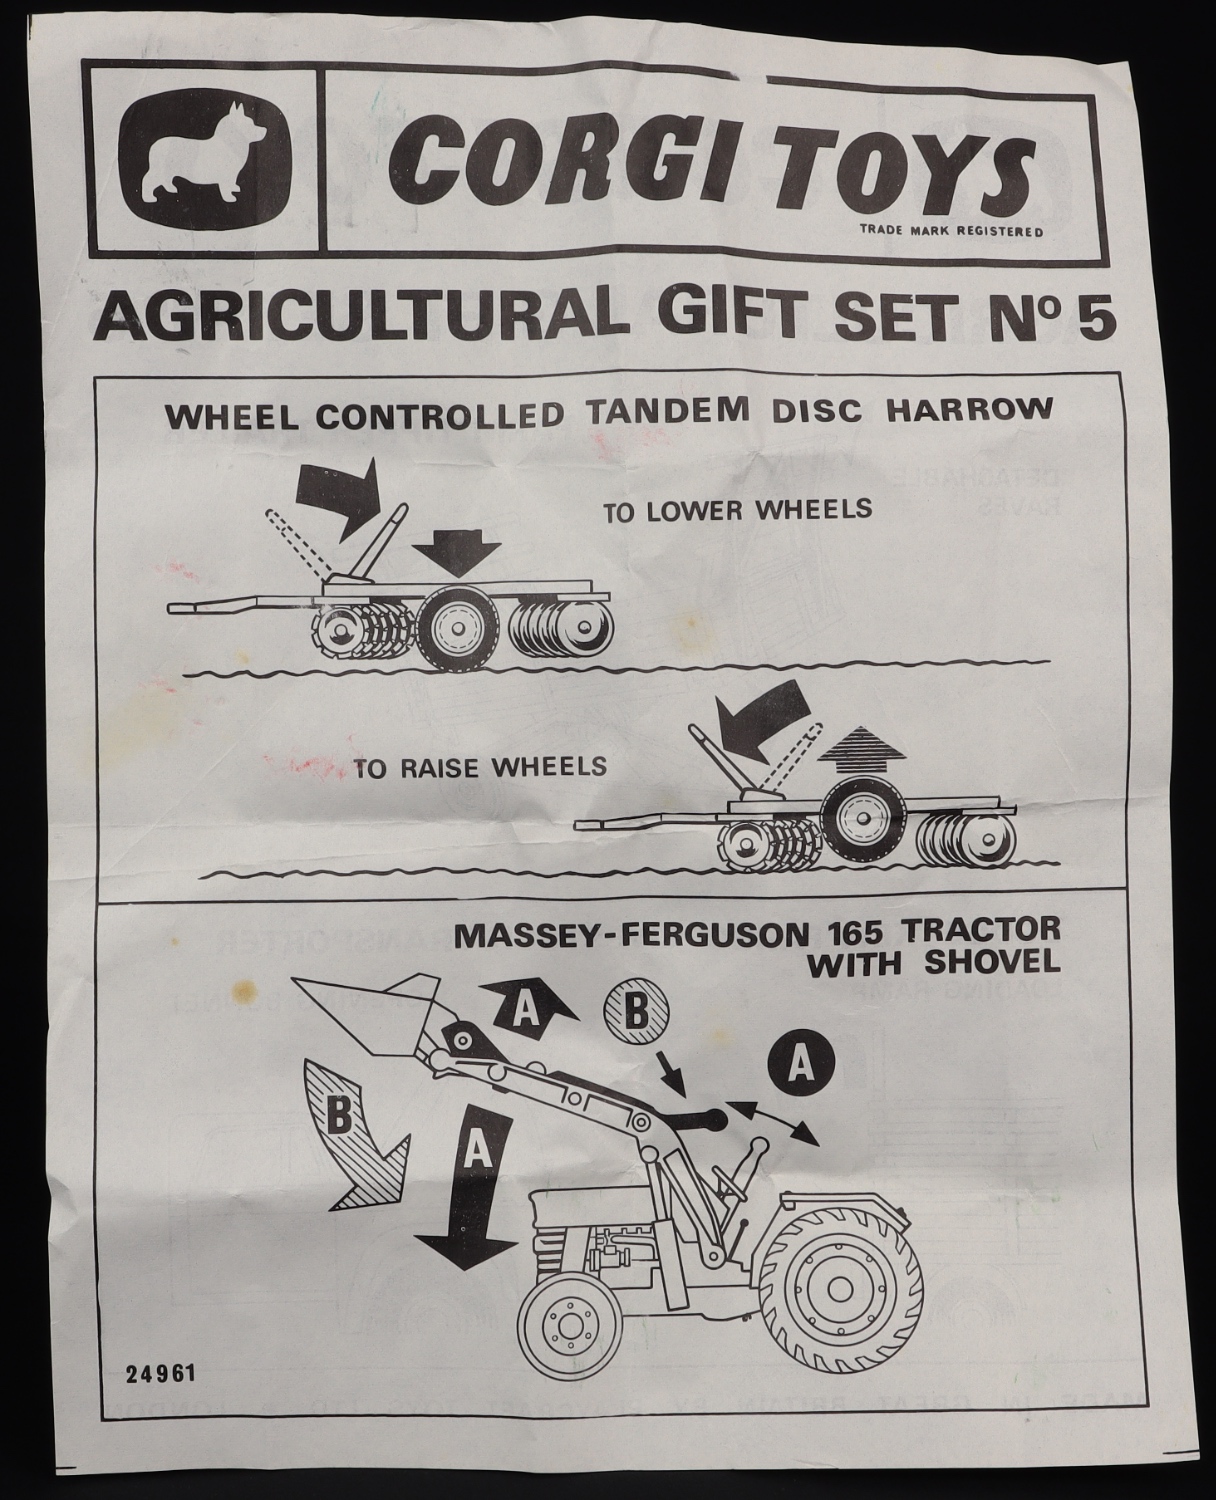 CORGI TOYS
TRADE MARK REGISTERED
AGRICULTURAL GIFT SET Nº 5
WHEEL CONTROLLED TANDEM DISC HARROW
TO LOWER WHEELS
TO RAISE WHEELS
MASSEY-FERGUSON 165 TRACTOR
WITH SHOVEL
A
B
A
B
A
24961